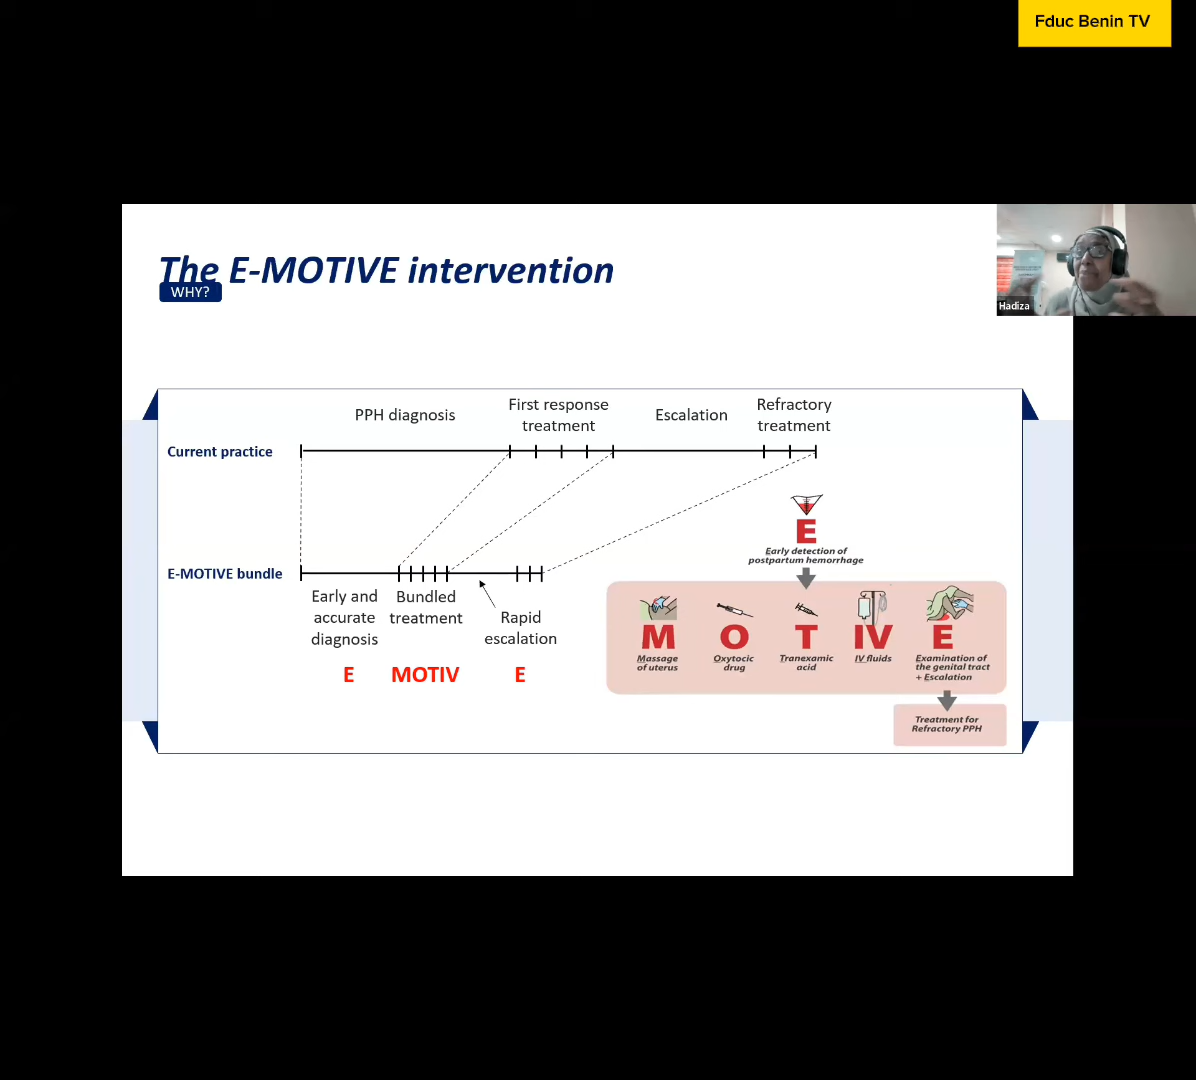 Fduc Benin TV
The E-MOTIVE intervention
WHY?
Hadiza
PPH diagnosis
First response
treatment
Escalation
Refractory
treatment
Current practice
E-MOTIVE bundle
Early and
accurate
diagnosis
Bundled
treatment
Rapid
escalation
E MOTIV E
E
Early detection of
postpartum hemorrhage
M
Massage
of uterus
O
Oxytocic
drug
T
Tranexamic
acid
IV
IV fluids
E
Examination of
the genital tract
+ Escalation
Treatment for
Refractory PPH